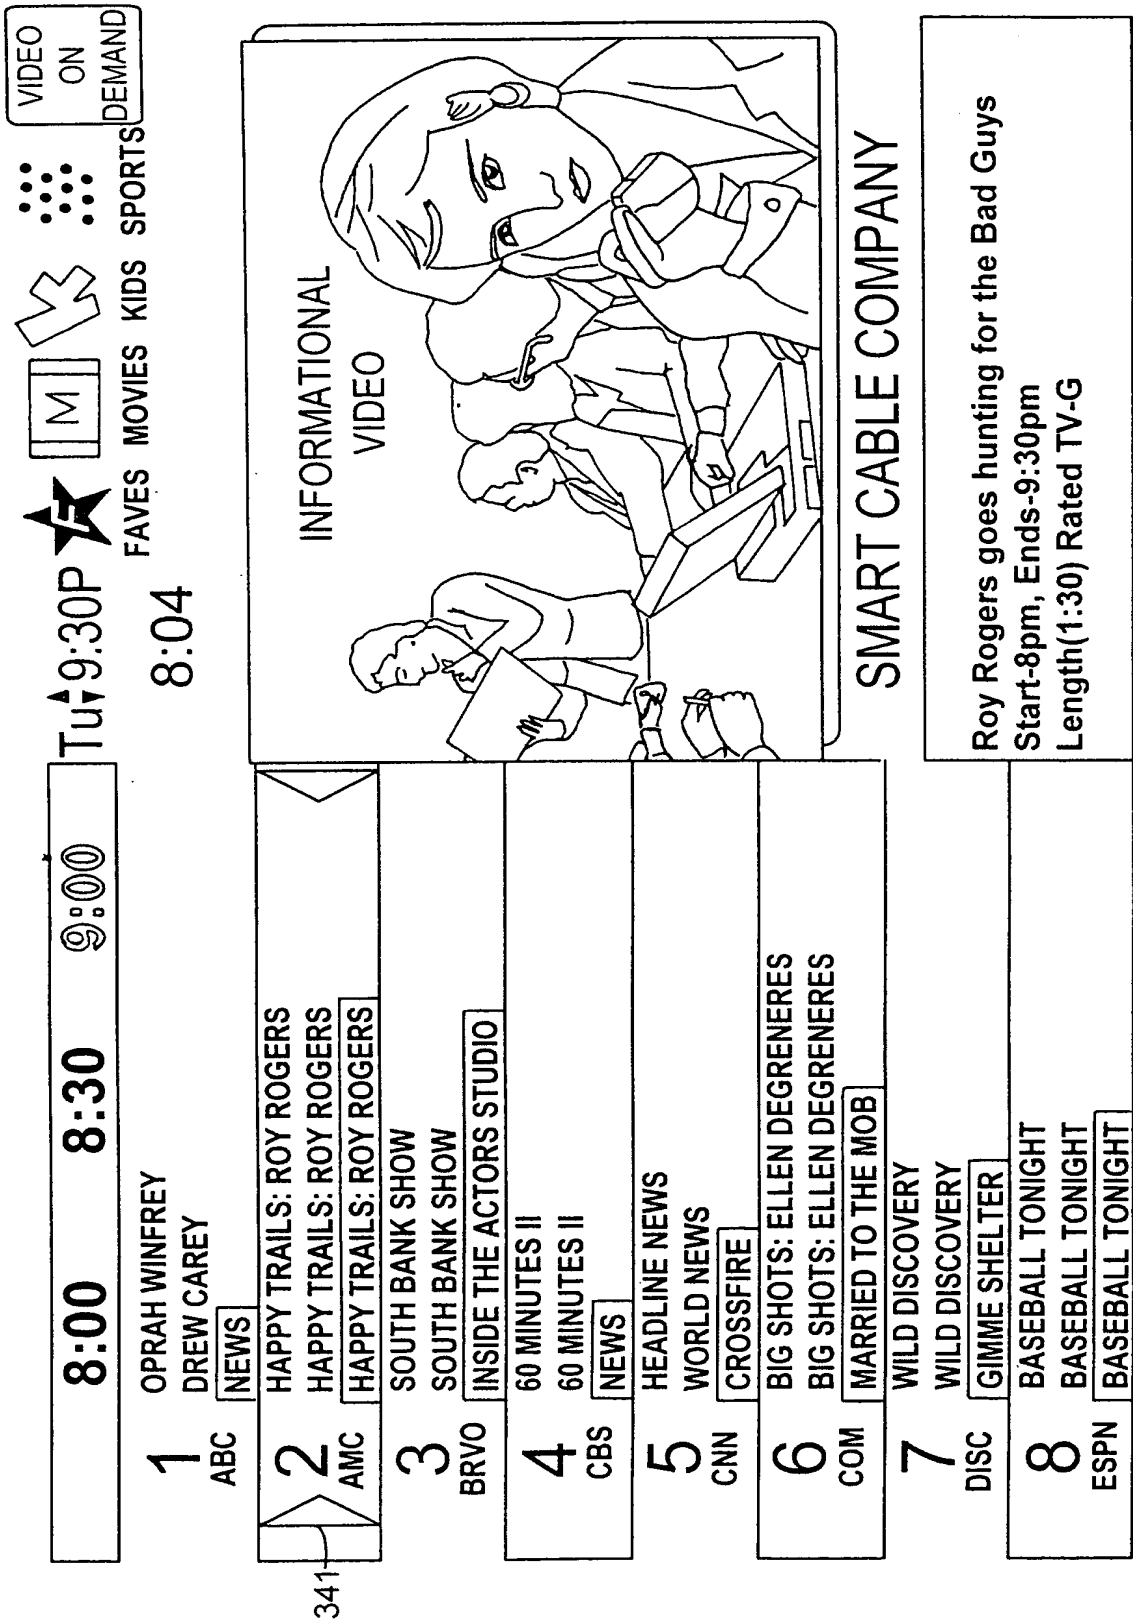 8:00 8:30 9:00
Tu 9:30P
F
M
K
VIDEO
ON
DEMAND
FAVES MOVIES KIDS SPORTS
8:04
1
ABC
OPRAH WINFREY
DREW CAREY
NEWS
341
2
AMC
HAPPY TRAILS: ROY ROGERS
HAPPY TRAILS: ROY ROGERS
HAPPY TRAILS: ROY ROGERS
3
BRVO
SOUTH BANK SHOW
SOUTH BANK SHOW
INSIDE THE ACTORS STUDIO
4
CBS
60 MINUTES II
60 MINUTES II
NEWS
5
CNN
HEADLINE NEWS
WORLD NEWS
CROSSFIRE
6
COM
BIG SHOTS: ELLEN DEGRENERES
BIG SHOTS: ELLEN DEGRENERES
MARRIED TO THE MOB
7
DISC
WILD DISCOVERY
WILD DISCOVERY
GIMME SHELTER
8
ESPN
BASEBALL TONIGHT
BASEBALL TONIGHT
BASEBALL TONIGHT
INFORMATIONAL
VIDEO
SMART CABLE COMPANY
Roy Rogers goes hunting for the Bad Guys
Start-8pm, Ends-9:30pm
Length(1:30) Rated TV-G